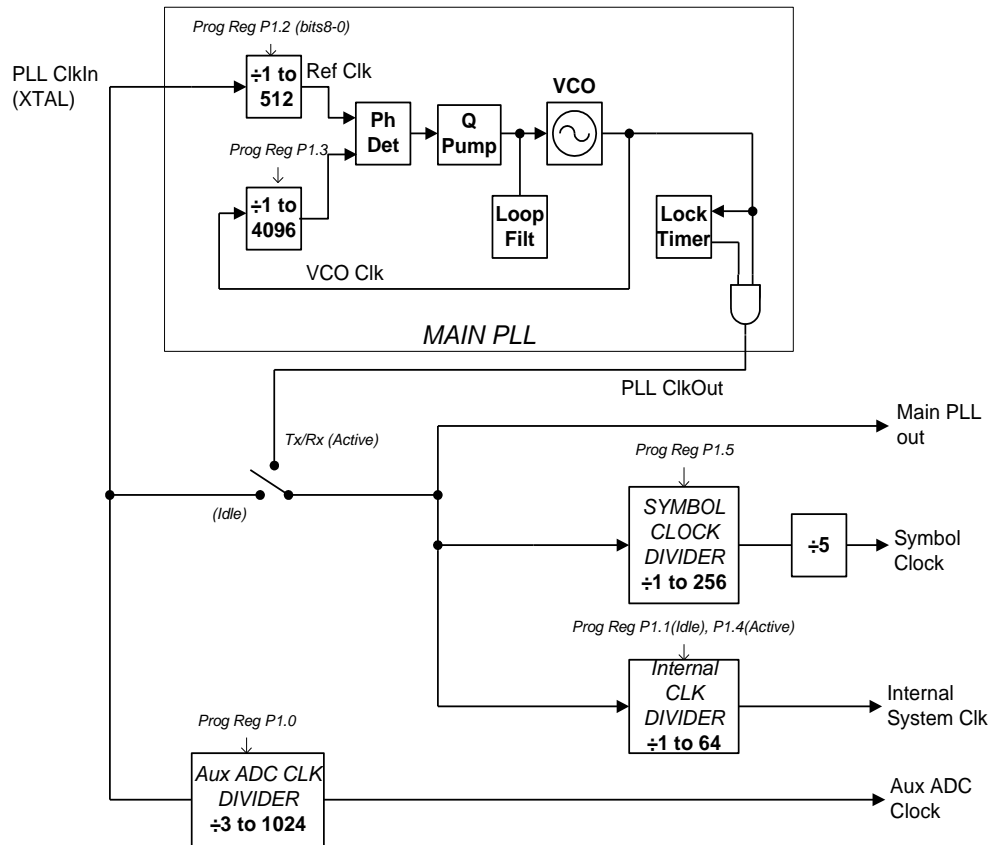 Prog Reg P1.2 (bits8-0)
PLL ClkIn
(XTAL)
÷1 to
512
Ref Clk
Ph
Det
Q
Pump
VCO
Prog Reg P1.3
÷1 to
4096
Loop
Filt
Lock
Timer
VCO Clk
MAIN PLL
PLL ClkOut
Main PLL
out
Tx/Rx (Active)
(Idle)
Prog Reg P1.5
SYMBOL
CLOCK
DIVIDER
÷1 to 256
÷5
Symbol
Clock
Prog Reg P1.1(Idle), P1.4(Active)
Internal
CLK
DIVIDER
÷1 to 64
Internal
System Clk
Prog Reg P1.0
Aux ADC CLK
DIVIDER
÷3 to 1024
Aux ADC
Clock